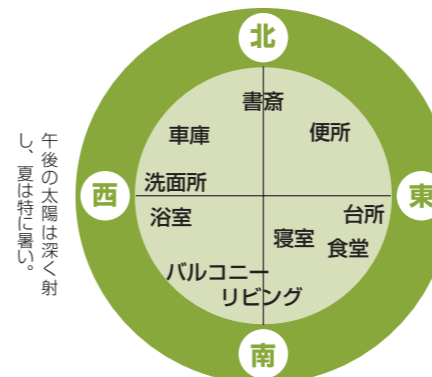 北
書斎
車庫
便所
午後の太陽は深く射
し、夏は特に暑い。
西
洗面所
東
浴室
台所
寝室
食堂
バルコニー
リビング
南